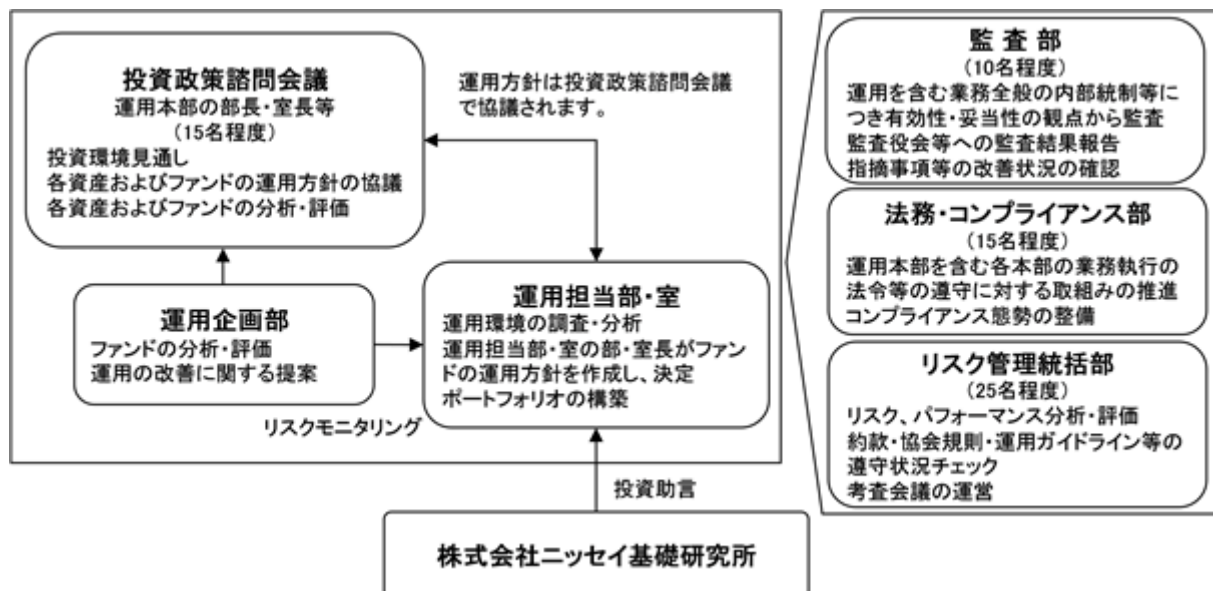 投資政策諮問会議
運用本部の部長・室長等
(15名程度)
投資環境見通し
各資産およびファンドの運用方針の協議
各資産およびファンドの分析・評価
運用方針は投資政策諮問会議
で協議されます。
運用企画部
ファンドの分析・評価
運用の改善に関する提案
リスクモニタリング
運用担当部・室
運用環境の調査・分析
運用担当部・室の部・室長がファン
ドの運用方針を作成し、決定
ポートフォリオの構築
投資助言
株式会社ニッセイ基礎研究所
監 査 部
(10名程度)
運用を含む業務全般の内部統制等に
つき有効性・妥当性の観点から監査
監査役会等への監査結果報告
指摘事項等の改善状況の確認
法務・コンプライアンス部
(15名程度)
運用本部を含む各本部の業務執行の
法令等の遵守に対する取組みの推進
コンプライアンス態勢の整備
リスク管理統括部
(25名程度)
リスク、パフォーマンス分析・評価
約款・協会規則・運用ガイドライン等の
遵守状況チェック
考査会議の運営